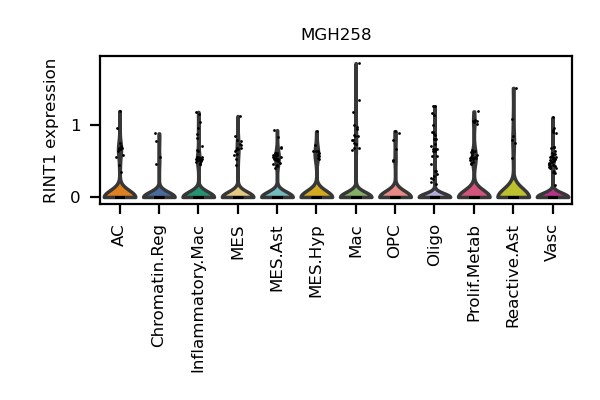 MGH258
RINT1 expression
1
0
AC
Chromatin.Reg
Inflammatory.Mac
MES
MES.Ast
MES.Hyp
Mac
OPC
Oligo
Prolif.Metab
Reactive.Ast
Vasc